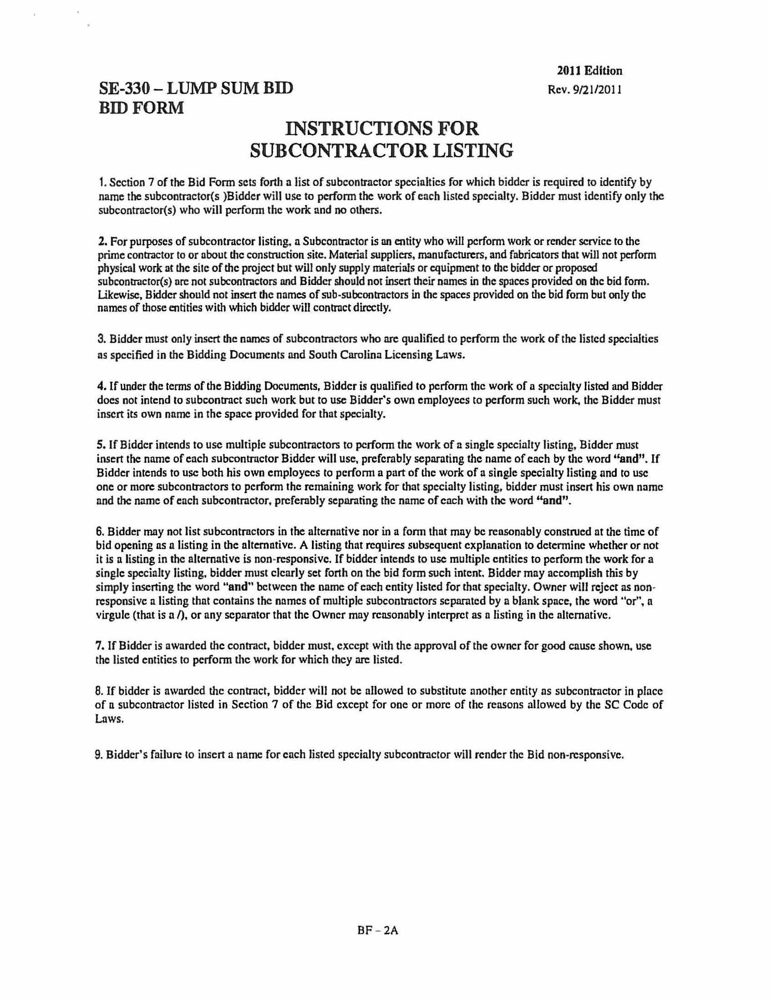 2011 Edition
SE-330 – LUMP SUM BID
Rev. 9/21/2011
BID FORM
INSTRUCTIONS FOR
SUBCONTRACTOR LISTING
1. Section 7 of the Bid Form sets forth a list of subcontractor specialties for which bidder is required to identify by
name the subcontractor(s )Bidder will use to perform the work of each listed specialty. Bidder must identify only the
subcontractor(s) who will perform the work and no others.
2. For purposes of subcontractor listing, a Subcontractor is an entity who will perform work or render service to the
prime contractor to or about the construction site. Material suppliers, manufacturers, and fabricators that will not perform
physical work at the site of the project but will only supply materials or equipment to the bidder or proposed
subcontractor(s) are not subcontractors and Bidder should not insert their names in the spaces provided on the bid form.
Likewise, Bidder should not insert the names of sub-subcontractors in the spaces provided on the bid form but only the
names of those entities with which bidder will contract directly.
3. Bidder must only insert the names of subcontractors who are qualified to perform the work of the listed specialties
as specified in the Bidding Documents and South Carolina Licensing Laws.
4. If under the terms of the Bidding Documents, Bidder is qualified to perform the work of a specialty listed and Bidder
does not intend to subcontract such work but to use Bidder's own employees to perform such work, the Bidder must
insert its own name in the space provided for that specialty.
5. If Bidder intends to use multiple subcontractors to perform the work of a single specialty listing, Bidder must
insert the name of each subcontractor Bidder will use, preferably separating the name of each by the word “and”. If
Bidder intends to use both his own employees to perform a part of the work of a single specialty listing and to use
one or more subcontractors to perform the remaining work for that specialty listing, bidder must insert his own name
and the name of each subcontractor, preferably separating the name of each with the word “and”.
6. Bidder may not list subcontractors in the alternative nor in a form that may be reasonably construed at the time of
bid opening as a listing in the alternative. A listing that requires subsequent explanation to determine whether or not
it is a listing in the alternative is non-responsive. If bidder intends to use multiple entities to perform the work for a
single specialty listing, bidder must clearly set forth on the bid form such intent. Bidder may accomplish this by
simply inserting the word “and” between the name of each entity listed for that specialty. Owner will reject as non-
responsive a listing that contains the names of multiple subcontractors separated by a blank space, the word “or”, a
virgule (that is a /), or any separator that the Owner may reasonably interpret as a listing in the alternative.
7. If Bidder is awarded the contract, bidder must, except with the approval of the owner for good cause shown, use
the listed entities to perform the work for which they are listed.
8. If bidder is awarded the contract, bidder will not be allowed to substitute another entity as subcontractor in place
of a subcontractor listed in Section 7 of the Bid except for one or more of the reasons allowed by the SC Code of
Laws.
9. Bidder's failure to insert a name for each listed specialty subcontractor will render the Bid non-responsive.
BF – 2A